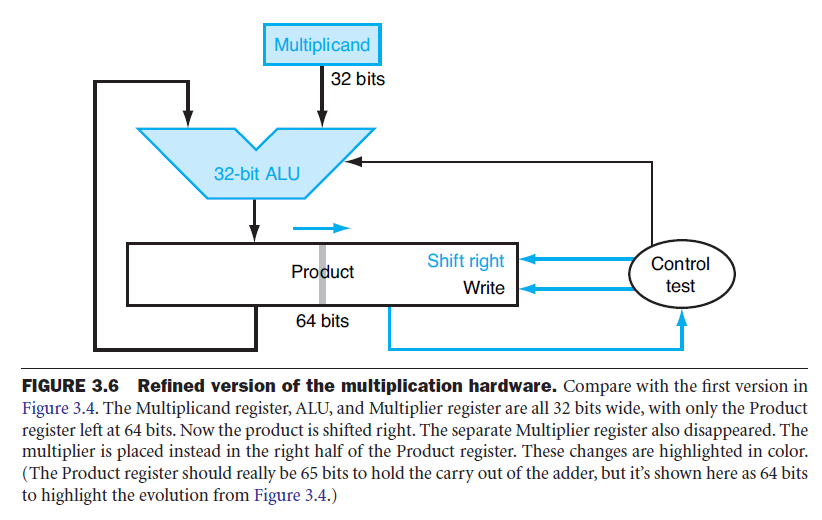 Multiplicand
32 bits
32-bit ALU
Product
Shift right
Write
Control
test
64 bits
FIGURE 3.6 Refined version of the multiplication hardware. Compare with the first version in
Figure 3.4. The Multiplicand register, ALU, and Multiplier register are all 32 bits wide, with only the Product
register left at 64 bits. Now the product is shifted right. The separate Multiplier register also disappeared. The
multiplier is placed instead in the right half of the Product register. These changes are highlighted in color.
(The Product register should really be 65 bits to hold the carry out of the adder, but it’s shown here as 64 bits
to highlight the evolution from Figure 3.4.)